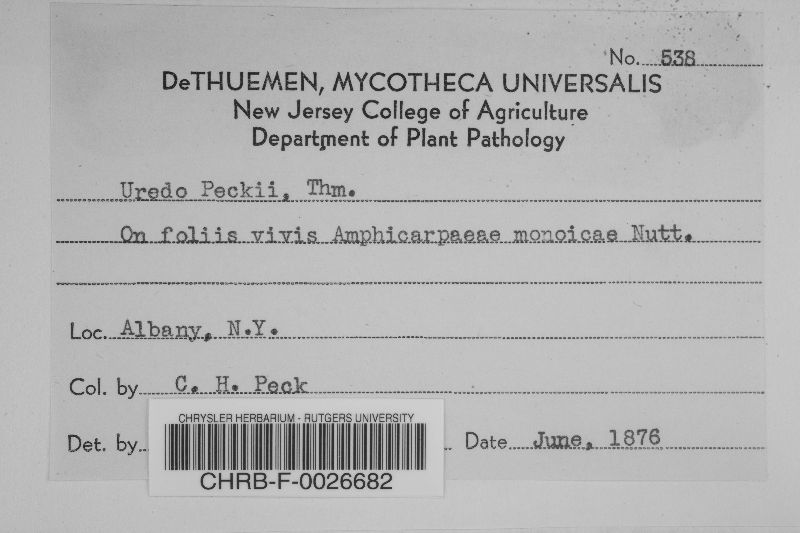 No. 538
DeTHUEMEN, MYCOTHECA UNIVERSALIS
New Jersey College of Agriculture
Department of Plant Pathology
Uredo Peckii, Thm.
On foliis vivis Amphicarpaeae monoicae Nutt.
Loc. Albany, N.Y.
Col. by C. H. Peck
Det. by
Date June, 1876
CHRYSLER HERBARIUM - RUTGERS UNIVERSITY
CHRB-F-0026682